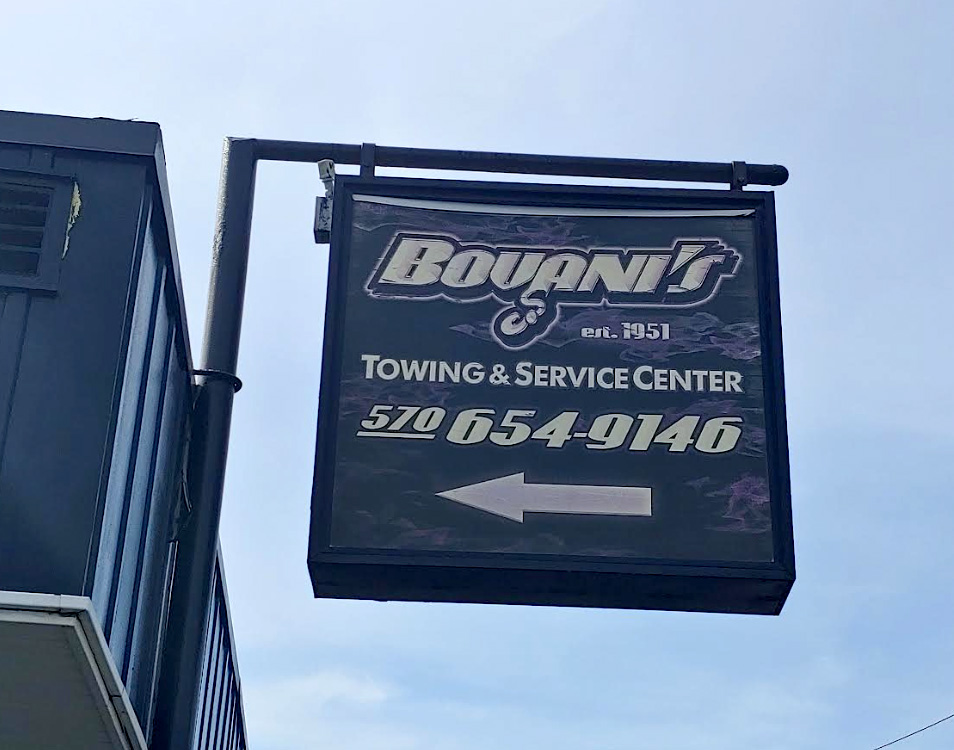 BOVANI'S
est. 1951
TOWING & SERVICE CENTER
570 654-9146